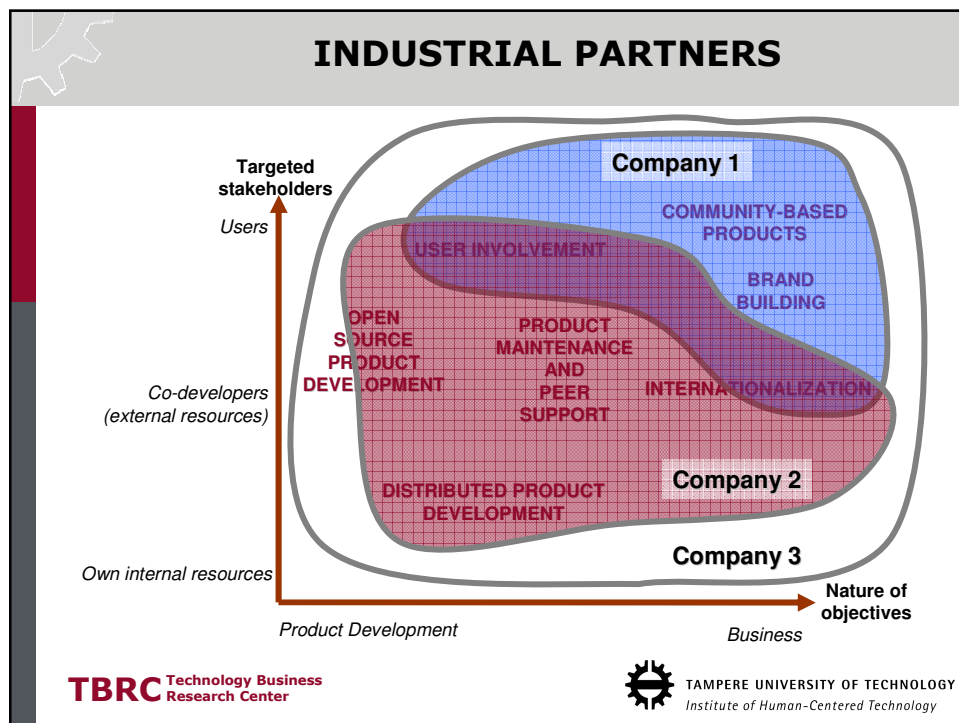 INDUSTRIAL PARTNERS
Targeted
stakeholders
Users
Company 1
COMMUNITY-BASED
PRODUCTS
USER INVOLVEMENT
BRAND
BUILDING
OPEN
SOURCE
PRODUCT
DEVELOPMENT
PRODUCT
MAINTENANCE
AND
PEER
SUPPORT
INTERNATIONALIZATION
Co-developers
(external resources)
Company 2
DISTRIBUTED PRODUCT
DEVELOPMENT
Company 3
Own internal resources
Nature of
objectives
Product Development
Business
TBRC Technology Business
Research Center
TAMPERE UNIVERSITY OF TECHNOLOGY
Institute of Human-Centered Technology